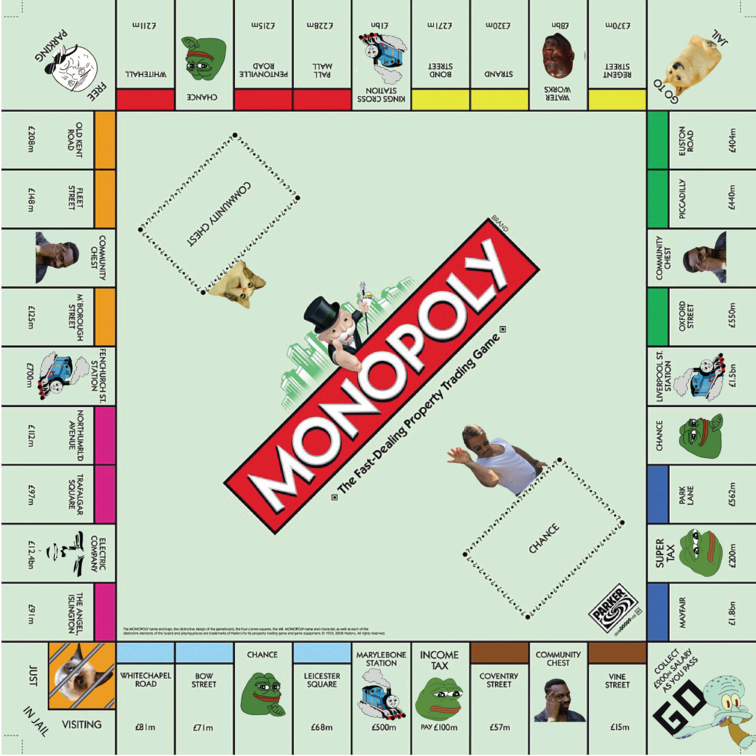 FREE
PARKING
WHITEHALL
£211m
CHANCE
PENTONVILLE
ROAD
£215m
PALL
MALL
£228m
KINGS CROSS
STATION
£1bn
BOND
STREET
£271m
STRAND
£320m
WATER
WORKS
£8bn
REGENT
STREET
£370m
GO TO
JAIL
OLD KENT
ROAD
£208m
FLEET
STREET
£148m
COMMUNITY
CHEST
M'BOROUGH
STREET
£125m
FENCHURCH ST.
STATION
£700m
NORTHUMRL'D
AVENUE
£112m
TRAFALGAR
SQUARE
£97m
ELECTRIC
COMPANY
£12.4bn
THE ANGEL,
ISLINGTON
£91m
COMMUNITY CHEST
MONOPOLY
BRAND
The Fast-Dealing Property Trading Game
CHANCE
PARKER
EUSTON
ROAD
£404m
PICCADILLY
£440m
COMMUNITY
CHEST
OXFORD
STREET
£550m
LIVERPOOL ST.
STATION
£1.5bn
CHANCE
PARK
LANE
£562m
SUPER
TAX
£200m
MAYFAIR
£1.8bn
JUST
VISITING
IN JAIL
WHITECHAPEL
ROAD
£81m
BOW
STREET
£71m
CHANCE
LEICESTER
SQUARE
£68m
MARYLEBONE
STATION
£500m
INCOME
TAX
PAY £100m
COVENTRY
STREET
£57m
COMMUNITY
CHEST
VINE
STREET
£15m
COLLECT
£200m SALARY
AS YOU PASS
GO